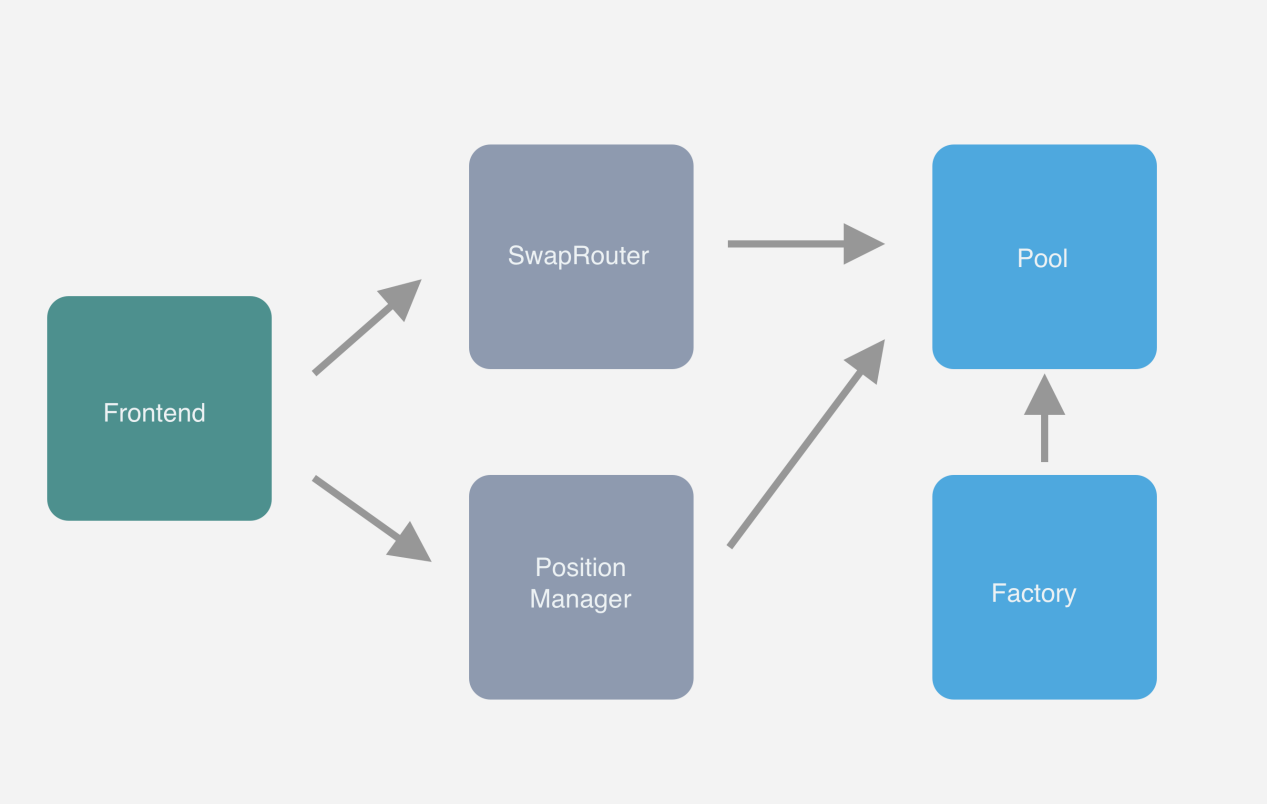 SwapRouter
Pool
Frontend
Position
Manager
Factory